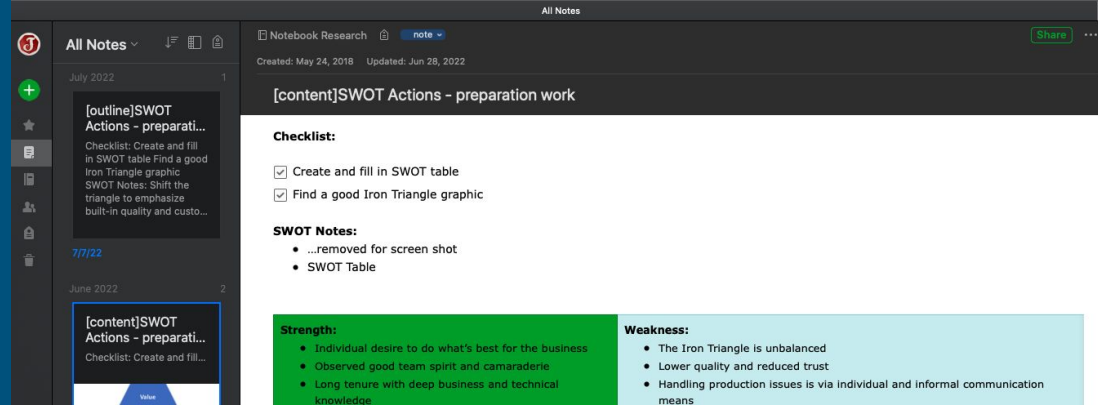 All Notes
J
All Notes
July 2022 1
[outline]SWOT
Actions - preparati...
Checklist: Create and fill
in SWOT table Find a good
Iron Triangle graphic
SWOT Notes: Shift the
triangle to emphasize
built-in quality and custo...
7/7/22
June 2022 2
[content]SWOT
Actions - preparati...
Checklist: Create and fill...
Value
Notebook Research note Share ...
Created: May 24, 2018 Updated: Jun 28, 2022
[content]SWOT Actions - preparation work
Checklist:
Create and fill in SWOT table
Find a good Iron Triangle graphic
SWOT Notes:
• ...removed for screen shot
• SWOT Table
Strength:
• Individual desire to do what's best for the business
• Observed good team spirit and camaraderie
• Long tenure with deep business and technical
knowledge
Weakness:
• The Iron Triangle is unbalanced
• Lower quality and reduced trust
• Handling production issues is via individual and informal communication
means